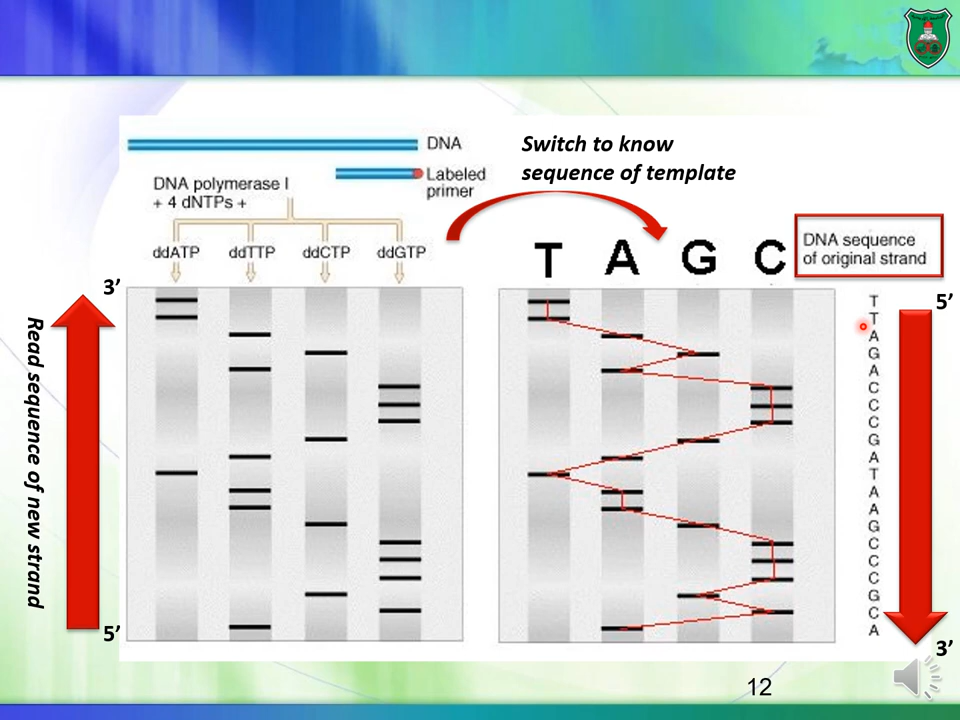 DNA
Labeled
primer
DNA polymerase I
+ 4 dNTPs +
ddATP ddTTP ddCTP ddGTP
Switch to know
sequence of template
T A G C
DNA sequence
of original strand
3’
Read sequence of new strand
5’
5’
T
T
A
G
A
C
C
C
G
A
T
A
A
G
C
C
C
G
C
A
3’
12